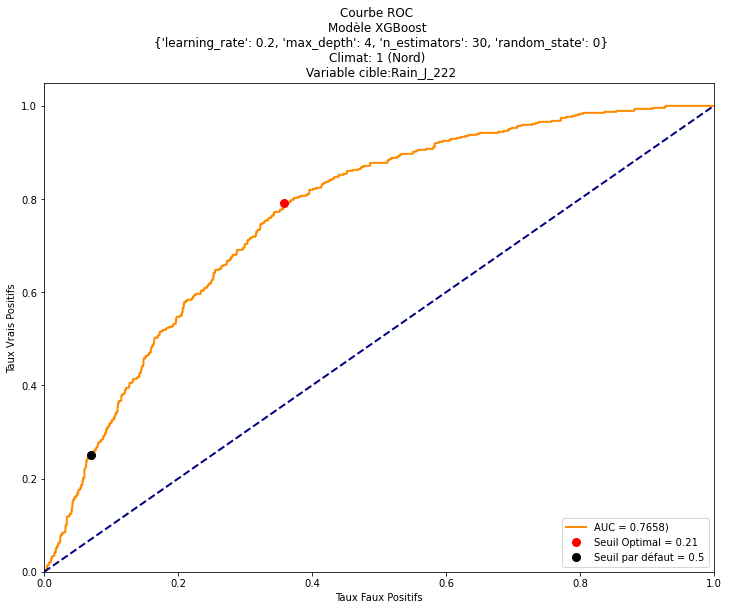 Courbe ROC
Modèle XGBoost
{'learning_rate': 0.2, 'max_depth': 4, 'n_estimators': 30, 'random_state': 0}
Climat: 1 (Nord)
Variable cible:Rain_J_222
1.0
0.8
0.6
0.4
0.2
0.0
Taux Vrais Positifs
AUC = 0.7658)
Seuil Optimal = 0.21
Seuil par défaut = 0.5
0.0 0.2 0.4 0.6 0.8 1.0
Taux Faux Positifs